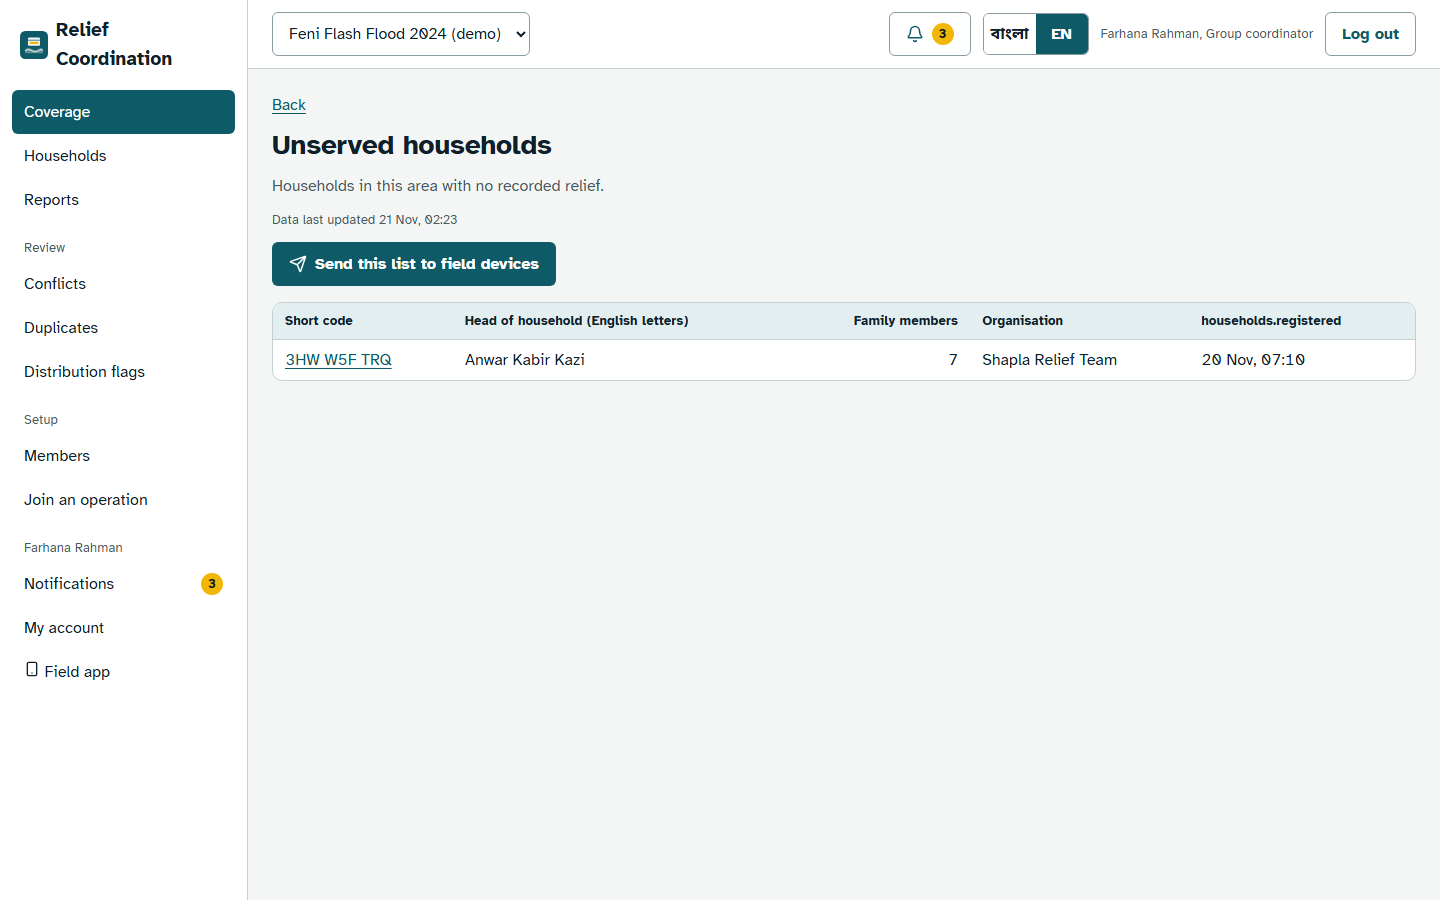 Relief
Coordination
Feni Flash Flood 2024 (demo)
3
বাংলা
EN
Farhana Rahman, Group coordinator
Log out
Coverage
Households
Reports
Review
Conflicts
Duplicates
Distribution flags
Setup
Members
Join an operation
Farhana Rahman
Notifications
3
My account
Field app
Back
Unserved households
Households in this area with no recorded relief.
Data last updated 21 Nov, 02:23
Send this list to field devices
Short code Head of household (English letters) Family members Organisation households.registered
3HW W5F TRQ Anwar Kabir Kazi 7 Shapla Relief Team 20 Nov, 07:10